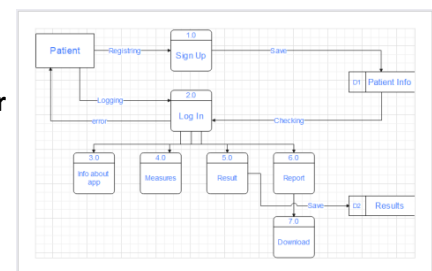 r
1.0
Patient
Registring
Sign Up
Save
D1 Patient Info
2.0
Logging
Log In
error
Checking
3.0
4.0
5.0
6.0
Info about
app
Measures
Result
Report
Save
D2 Results
7.0
Download